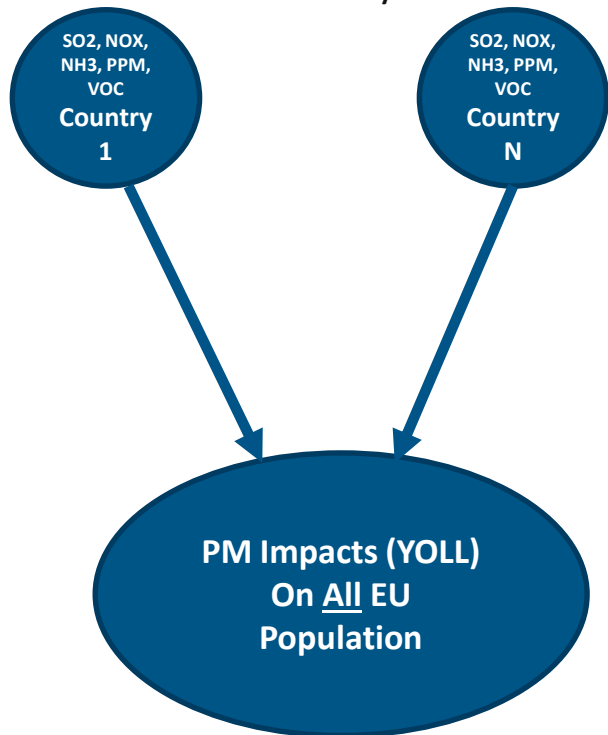 SO2, NOX,
NH3, PPM,
VOC
Country
1
SO2, NOX,
NH3, PPM,
VOC
Country
N
PM Impacts (YOLL)
On All EU
Population